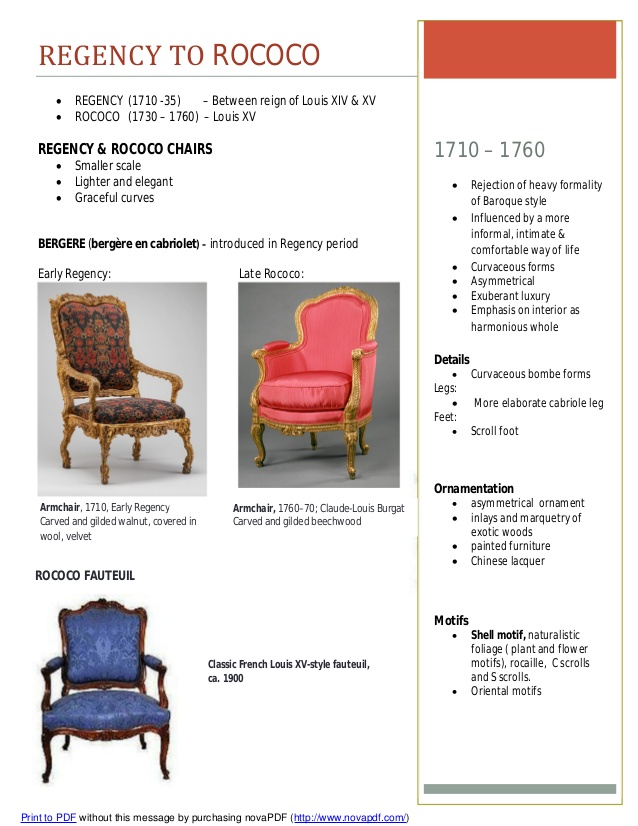 REGENCY TO ROCOCO
• REGENCY (1710 -35) – Between reign of Louis XIV & XV
• ROCOCO (1730 – 1760) – Louis XV
REGENCY & ROCOCO CHAIRS
• Smaller scale
• Lighter and elegant
• Graceful curves
BERGERE (bergère en cabriolet) - introduced in Regency period
Early Regency:
Late Rococo:
Armchair, 1710, Early Regency
Carved and gilded walnut, covered in
wool, velvet
Armchair, 1760–70; Claude-Louis Burgat
Carved and gilded beechwood
ROCOCO FAUTEUIL
Classic French Louis XV-style fauteuil,
ca. 1900
1710 – 1760
• Rejection of heavy formality
of Baroque style
• Influenced by a more
informal, intimate &
comfortable way of life
• Curvaceous forms
• Asymmetrical
• Exuberant luxury
• Emphasis on interior as
harmonious whole
Details
• Curvaceous bombe forms
Legs:
• More elaborate cabriole leg
Feet:
• Scroll foot
Ornamentation
• asymmetrical ornament
• inlays and marquetry of
exotic woods
• painted furniture
• Chinese lacquer
Motifs
• Shell motif, naturalistic
foliage ( plant and flower
motifs), rocaille, C scrolls
and S scrolls.
• Oriental motifs
Print to PDF without this message by purchasing novaPDF (http://www.novapdf.com/)